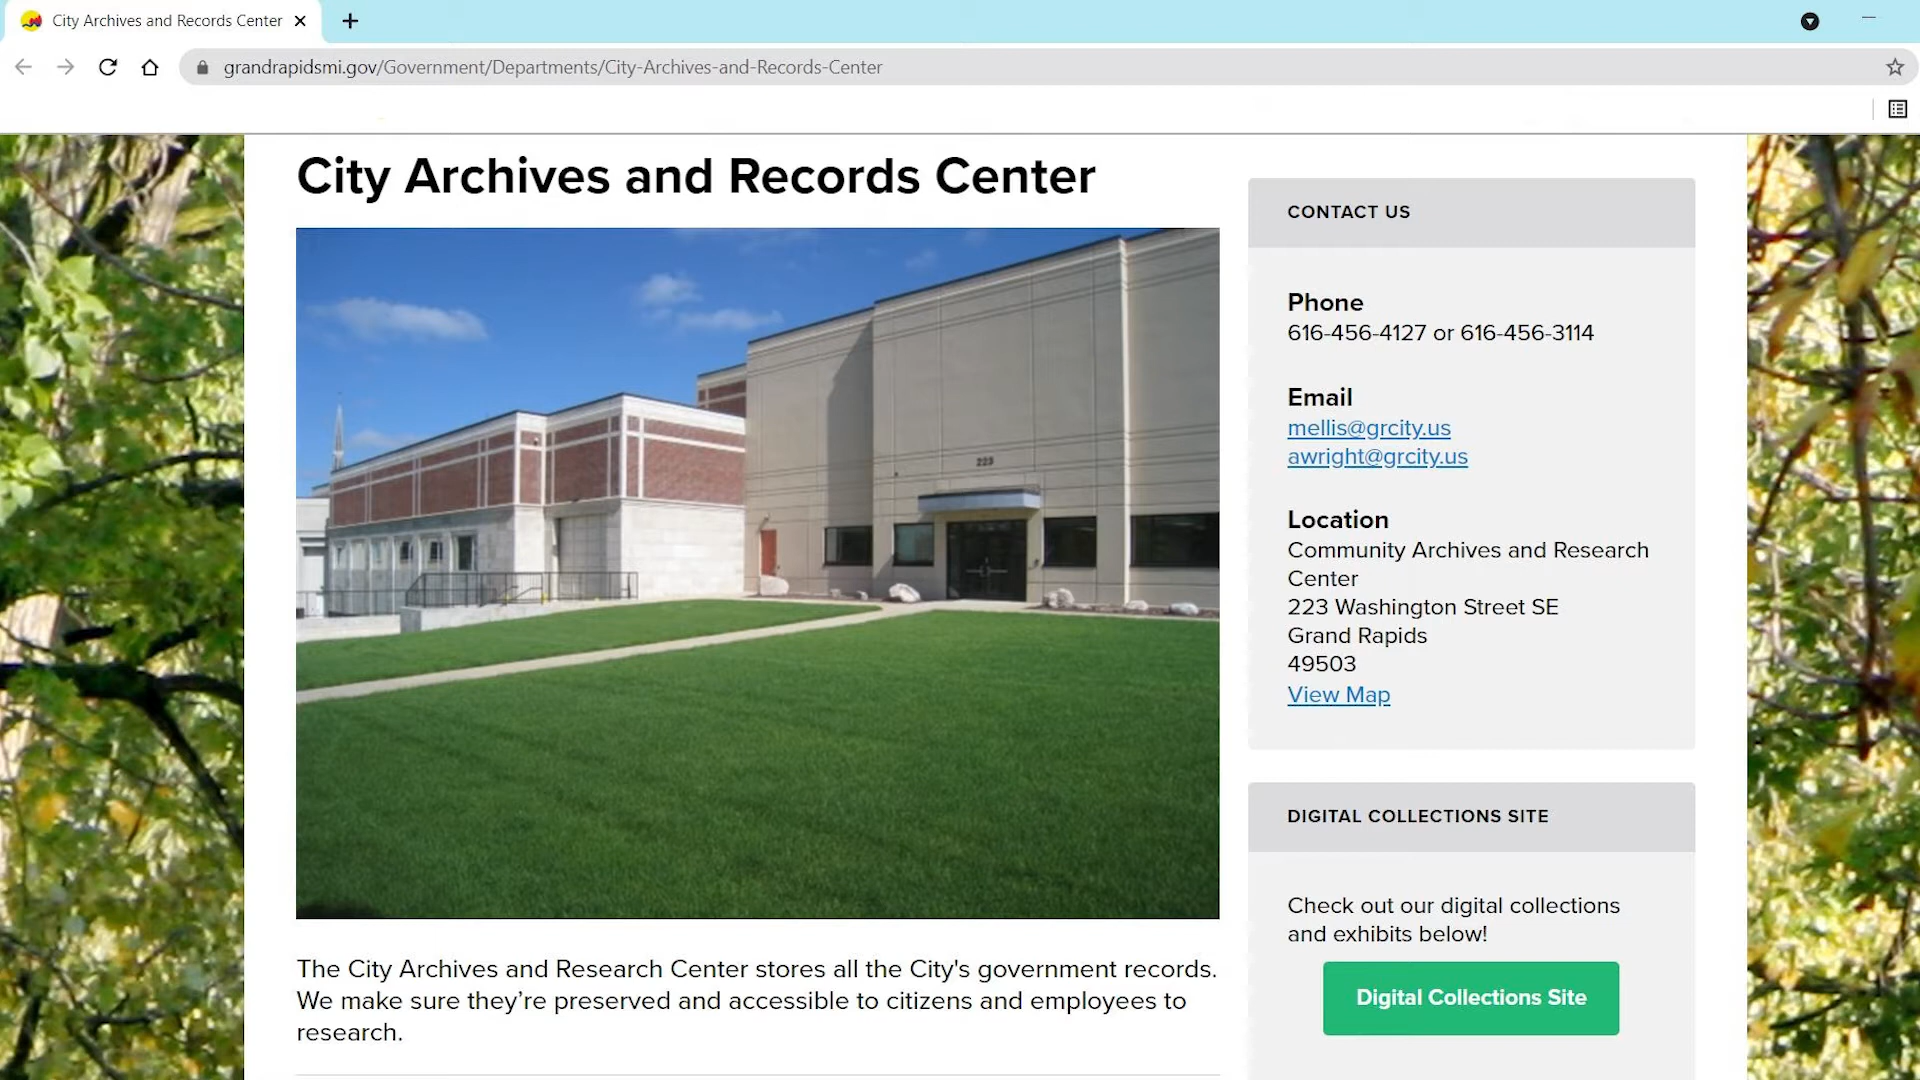 City Archives and Records Center
grandrapidsmi.gov/Government/Departments/City-Archives-and-Records-Center
City Archives and Records Center
223
The City Archives and Research Center stores all the City's government records.
We make sure they’re preserved and accessible to citizens and employees to
research.
CONTACT US
Phone
616-456-4127 or 616-456-3114
Email
mellis@grcity.us
awright@grcity.us
Location
Community Archives and Research
Center
223 Washington Street SE
Grand Rapids
49503
View Map
DIGITAL COLLECTIONS SITE
Check out our digital collections
and exhibits below!
Digital Collections Site